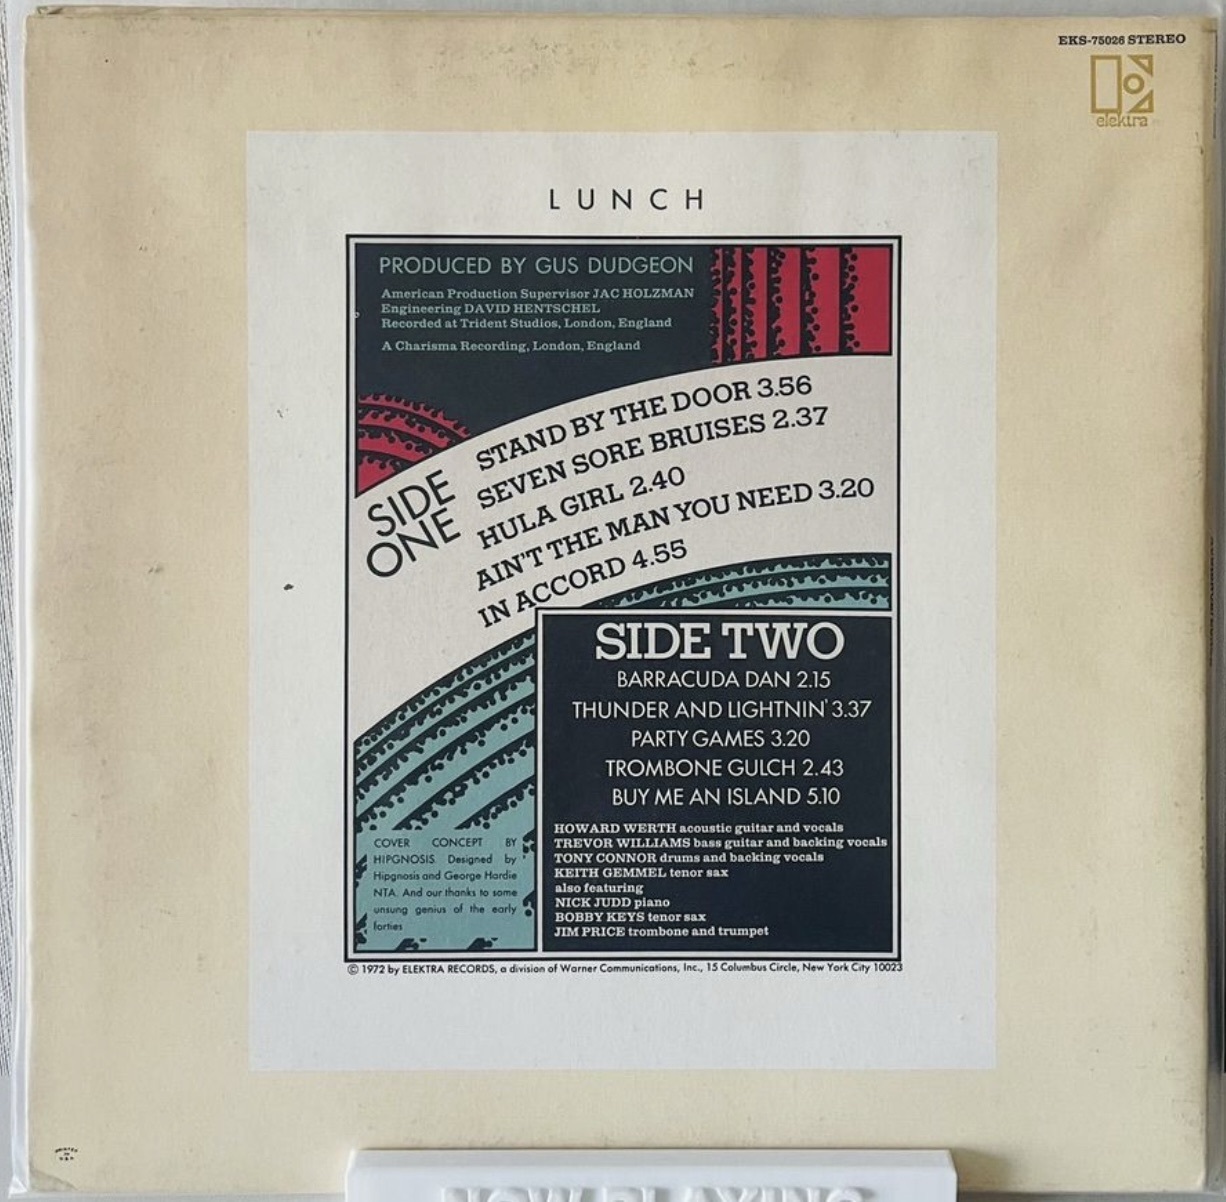 EKS-75026 STEREO
elektra
LUNCH
PRODUCED BY GUS DUDGEON
American Production Supervisor JAC HOLZMAN
Engineering DAVID HENTSCHEL
Recorded at Trident Studios, London, England
A Charisma Recording, London, England
SIDE
ONE
STAND BY THE DOOR 3.56
SEVEN SORE BRUISES 2.37
HULA GIRL 2.40
AIN'T THE MAN YOU NEED 3.20
IN ACCORD 4.55
SIDE TWO
BARRACUDA DAN 2.15
THUNDER AND LIGHTNIN' 3.37
PARTY GAMES 3.20
TROMBONE GULCH 2.43
BUY ME AN ISLAND 5.10
HOWARD WERTH acoustic guitar and vocals
TREVOR WILLIAMS bass guitar and backing vocals
TONY CONNOR drums and backing vocals
KEITH GEMMEL tenor sax
also featuring
NICK JUDD piano
BOBBY KEYS tenor sax
JIM PRICE trombone and trumpet
COVER CONCEPT BY
HIPGNOSIS. Designed by
Hipgnosis and George Hardie
NTA. And our thanks to some
unsung genius of the early
forties
© 1972 by ELEKTRA RECORDS, a division of Warner Communications, Inc., 15 Columbus Circle, New York City 10023
PRINTED
IN
U.S.A.
NOW PLAYING